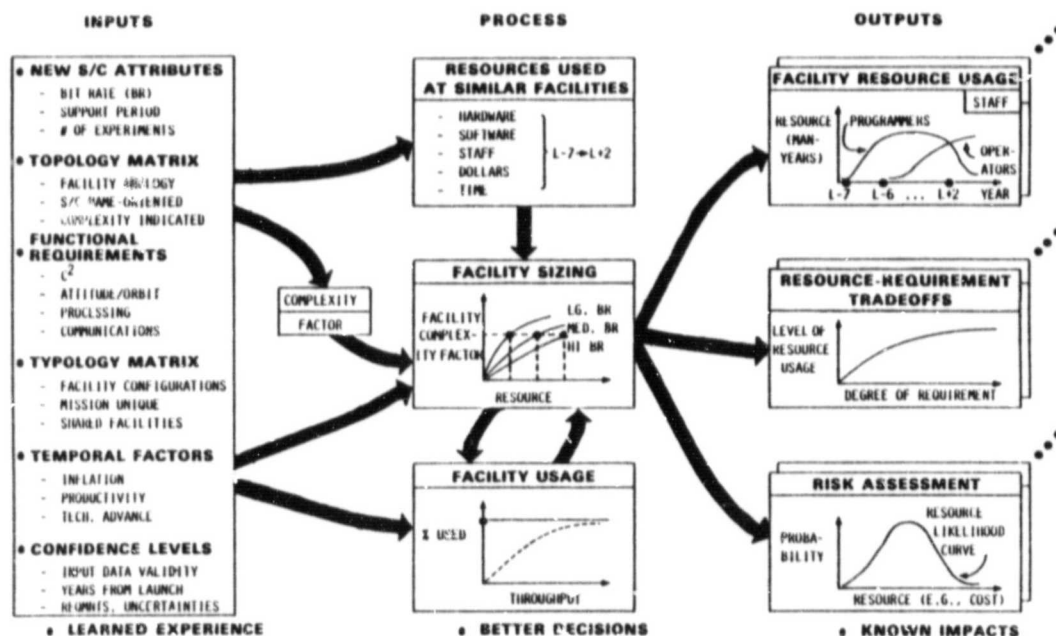 INPUTS
• NEW S/C ATTRIBUTES
- BIT RATE (BR)
- SUPPORT PERIOD
- # OF EXPERIMENTS
• TOPOLOGY MATRIX
- FACILITY ANALOGY
- S/C NAME-ORIENTED
- COMPLEXITY INDICATED
• FUNCTIONAL
REQUIREMENTS
- C²
- ATTITUDE/ORBIT
- PROCESSING
- COMMUNICATIONS
• TYPOLOGY MATRIX
- FACILITY CONFIGURATIONS
- MISSION UNIQUE
- SHARED FACILITIES
• TEMPORAL FACTORS
- INFLATION
- PRODUCTIVITY
- TECH. ADVANCE
• CONFIDENCE LEVELS
- INPUT DATA VALIDITY
- YEARS FROM LAUNCH
- REQMNTS. UNCERTAINTIES
• LEARNED EXPERIENCE
COMPLEXITY
FACTOR
PROCESS
RESOURCES USED
AT SIMILAR FACILITIES
- HARDWARE
- SOFTWARE
- STAFF
- DOLLARS
- TIME
L-7 → L+2
FACILITY SIZING
FACILITY
COMPLEX-
ITY FACTOR
LG. BR
MED. BR
HI BR
RESOURCE
FACILITY USAGE
% USED
THROUGHPUT
• BETTER DECISIONS
OUTPUTS
FACILITY RESOURCE USAGE
STAFF
RESOURCE
(MAN-
YEARS)
PROGRAMMERS
OPER-
ATORS
L-7 L-6 ... L+2 YEAR
RESOURCE-REQUIREMENT
TRADEOFFS
LEVEL OF
RESOURCE
USAGE
DEGREE OF REQUIREMENT
RISK ASSESSMENT
PROBA-
BILITY
RESOURCE
LIKELIHOOD
CURVE
RESOURCE (E.G., COST)
• KNOWN IMPACTS